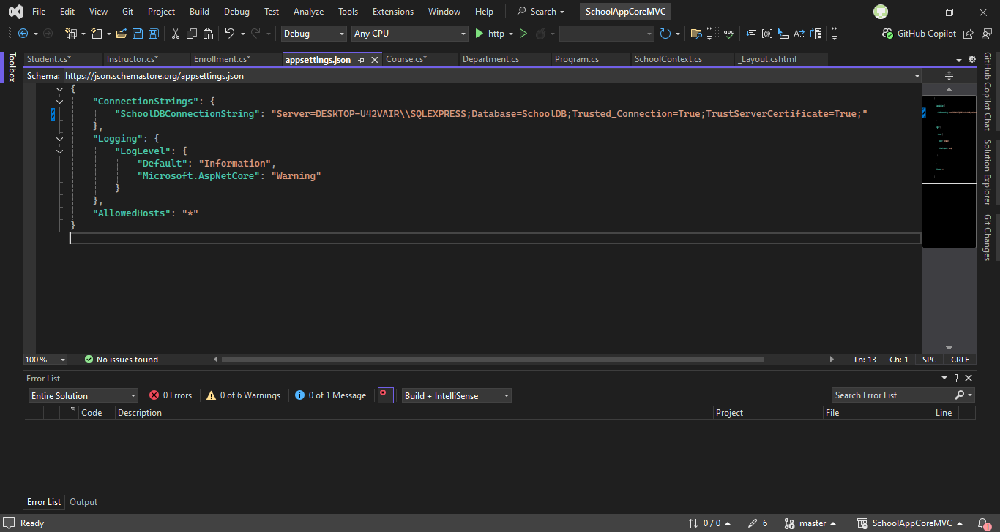 File Edit View Git Project Build Debug Test Analyze Tools Extensions Window Help Search SchoolAppCoreMVC
Debug Any CPU http GitHub Copilot
Toolbox
Student.cs* Instructor.cs* Enrollment.cs* appsettings.json Course.cs* Department.cs Program.cs SchoolContext.cs _Layout.cshtml
Schema: https://json.schemastore.org/appsettings.json
{
"ConnectionStrings": {
"SchoolDBConnectionString": "Server=DESKTOP-U42VAIR\\SQLEXPRESS;Database=SchoolDB;Trusted_Connection=True;TrustServerCertificate=True;"
},
"Logging": {
"LogLevel": {
"Default": "Information",
"Microsoft.AspNetCore": "Warning"
}
},
"AllowedHosts": "*"
}
GitHub Copilot Chat
Solution Explorer
Git Changes
100 % No issues found Ln: 13 Ch: 1 SPC CRLF
Error List
Entire Solution 0 Errors 0 of 6 Warnings 0 of 1 Message Build + IntelliSense Search Error List
Code Description Project File Line
Error List Output
Ready 0 / 0 6 master SchoolAppCoreMVC 1